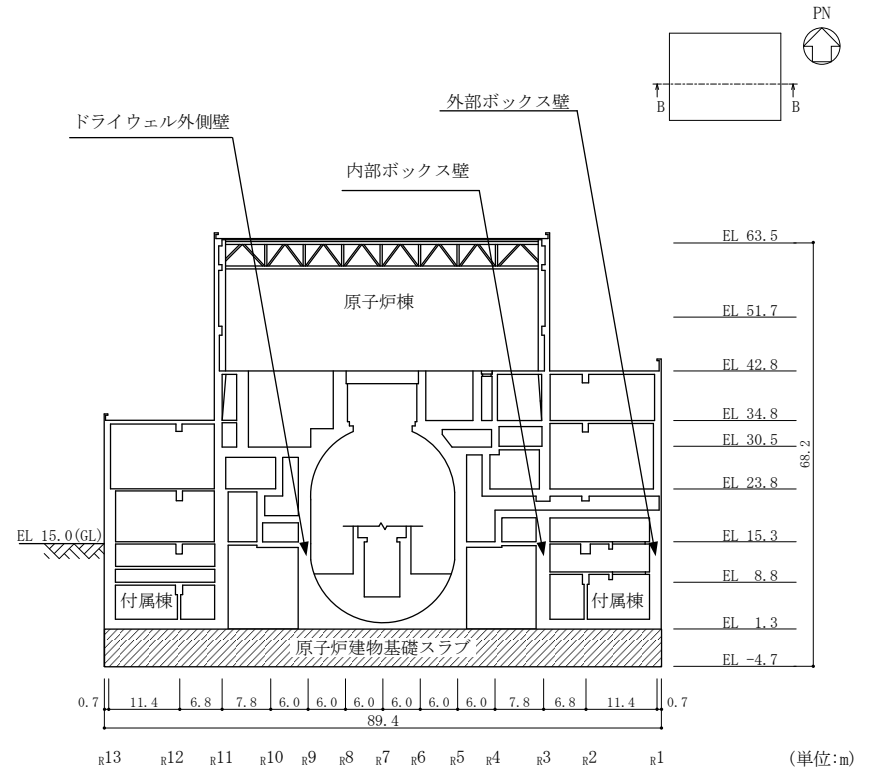 PN
B
B
外部ボックス壁
ドライウェル外側壁
内部ボックス壁
EL 63.5
原子炉棟
EL 51.7
EL 42.8
EL 34.8
EL 30.5
68.2
EL 23.8
EL 15.0(GL)
EL 15.3
EL 8.8
付属棟
付属棟
EL 1.3
原子炉建物基礎スラブ
EL -4.7
0.7 11.4 6.8 7.8 6.0 6.0 6.0 6.0 6.0 6.0 7.8 6.8 11.4 0.7
89.4
R13 R12 R11 R10 R9 R8 R7 R6 R5 R4 R3 R2 R1 (単位:m)